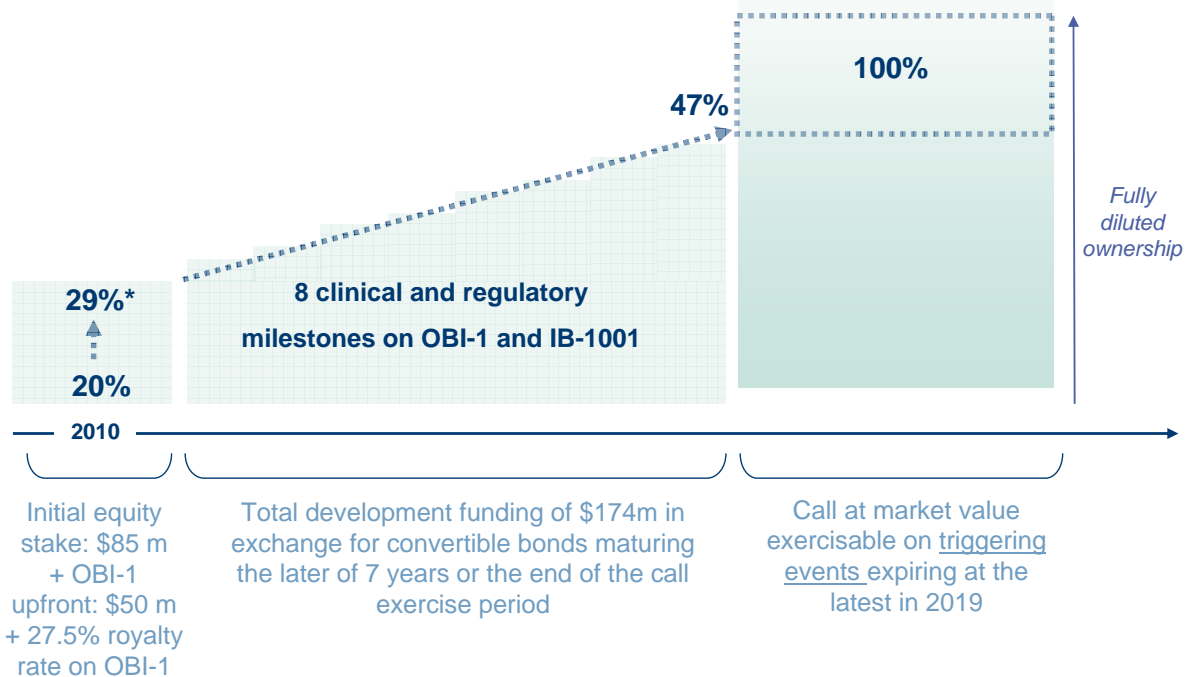 100%
47%
Fully
diluted
ownership
29%*
8 clinical and regulatory
milestones on OBI-1 and IB-1001
20%
2010
Initial equity
stake: $85 m
+ OBI-1
upfront: $50 m
+ 27.5% royalty
rate on OBI-1
Total development funding of $174m in
exchange for convertible bonds maturing
the later of 7 years or the end of the call
exercise period
Call at market value
exercisable on triggering
events expiring at the
latest in 2019